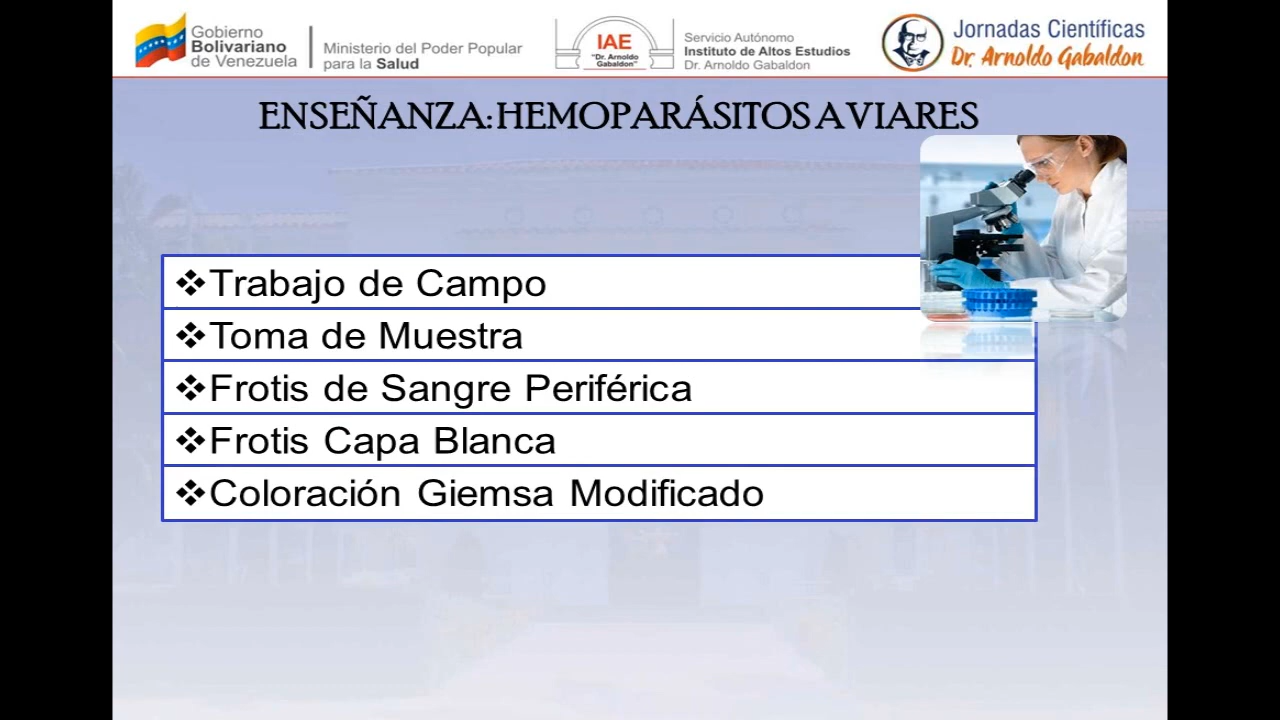 Gobierno
Bolivariano
de Venezuela
Ministerio del Poder Popular
para la Salud
IAE
"Dr. Arnoldo
Gabaldon"
Servicio Autónomo
Instituto de Altos Estudios
Dr. Arnoldo Gabaldon
Jornadas Científicas
Dr. Arnoldo Gabaldon
ENSEÑANZA: HEMOPARÁSITOS AVIARES
❖Trabajo de Campo
❖Toma de Muestra
❖Frotis de Sangre Periférica
❖Frotis Capa Blanca
❖Coloración Giemsa Modificado